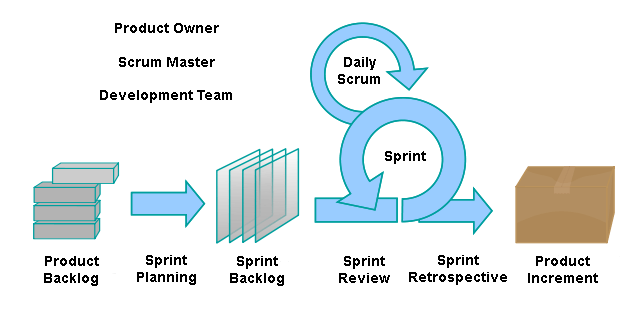 Product Owner
Scrum Master
Development Team
Daily
Scrum
Sprint
Product
Backlog
Sprint
Planning
Sprint
Backlog
Sprint
Review
Sprint
Retrospective
Product
Increment